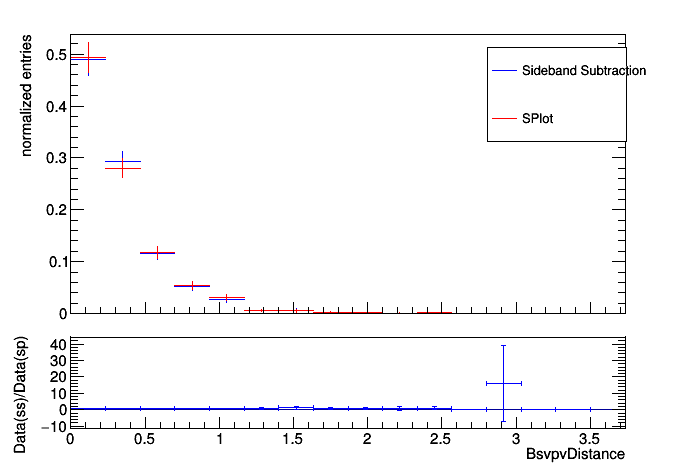 normalized entries
0.5
0.4
0.3
0.2
0.1
0
Sideband Subtraction
SPlot
Data(ss)/Data(sp)
40
30
20
10
0
−10
0 0.5 1 1.5 2 2.5 3 3.5
BsvpvDistance